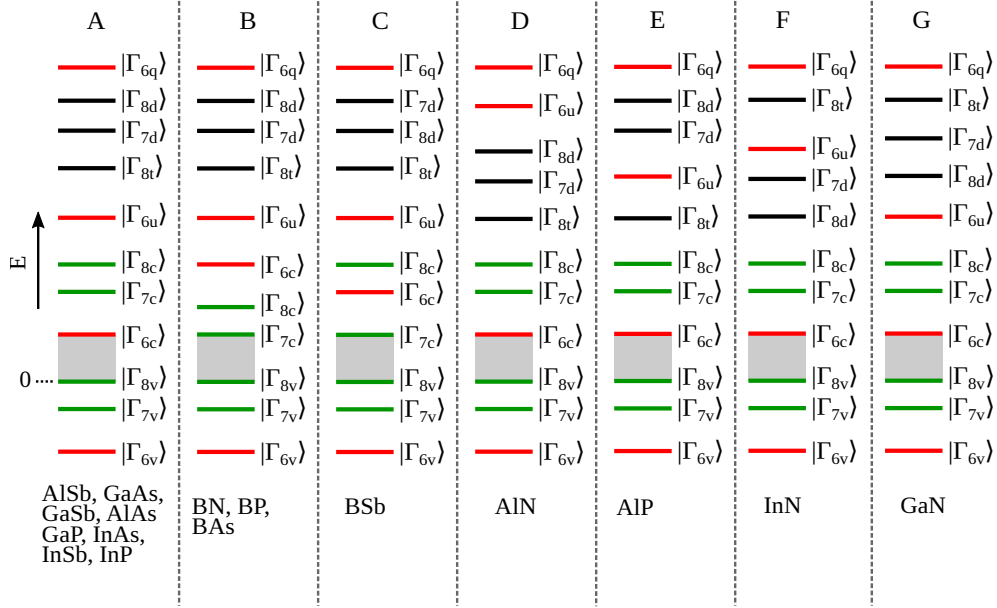 A
B
C
D
E
F
G
|Γ6q⟩
|Γ8d⟩
|Γ7d⟩
|Γ8t⟩
|Γ6u⟩
|Γ8c⟩
|Γ7c⟩
|Γ6c⟩
|Γ8v⟩
|Γ7v⟩
|Γ6v⟩
E
0
AlSb, GaAs,
GaSb, AlAs
GaP, InAs,
InSb, InP
|Γ6q⟩
|Γ8d⟩
|Γ7d⟩
|Γ8t⟩
|Γ6u⟩
|Γ6c⟩
|Γ8c⟩
|Γ7c⟩
|Γ8v⟩
|Γ7v⟩
|Γ6v⟩
BN, BP,
BAs
|Γ6q⟩
|Γ7d⟩
|Γ8d⟩
|Γ8t⟩
|Γ6u⟩
|Γ8c⟩
|Γ6c⟩
|Γ7c⟩
|Γ8v⟩
|Γ7v⟩
|Γ6v⟩
BSb
|Γ6q⟩
|Γ6u⟩
|Γ8d⟩
|Γ7d⟩
|Γ8t⟩
|Γ8c⟩
|Γ7c⟩
|Γ6c⟩
|Γ8v⟩
|Γ7v⟩
|Γ6v⟩
AlN
|Γ6q⟩
|Γ8d⟩
|Γ7d⟩
|Γ6u⟩
|Γ8t⟩
|Γ8c⟩
|Γ7c⟩
|Γ6c⟩
|Γ8v⟩
|Γ7v⟩
|Γ6v⟩
AlP
|Γ6q⟩
|Γ8t⟩
|Γ6u⟩
|Γ7d⟩
|Γ8d⟩
|Γ8c⟩
|Γ7c⟩
|Γ6c⟩
|Γ8v⟩
|Γ7v⟩
|Γ6v⟩
InN
|Γ6q⟩
|Γ8t⟩
|Γ7d⟩
|Γ8d⟩
|Γ6u⟩
|Γ8c⟩
|Γ7c⟩
|Γ6c⟩
|Γ8v⟩
|Γ7v⟩
|Γ6v⟩
GaN